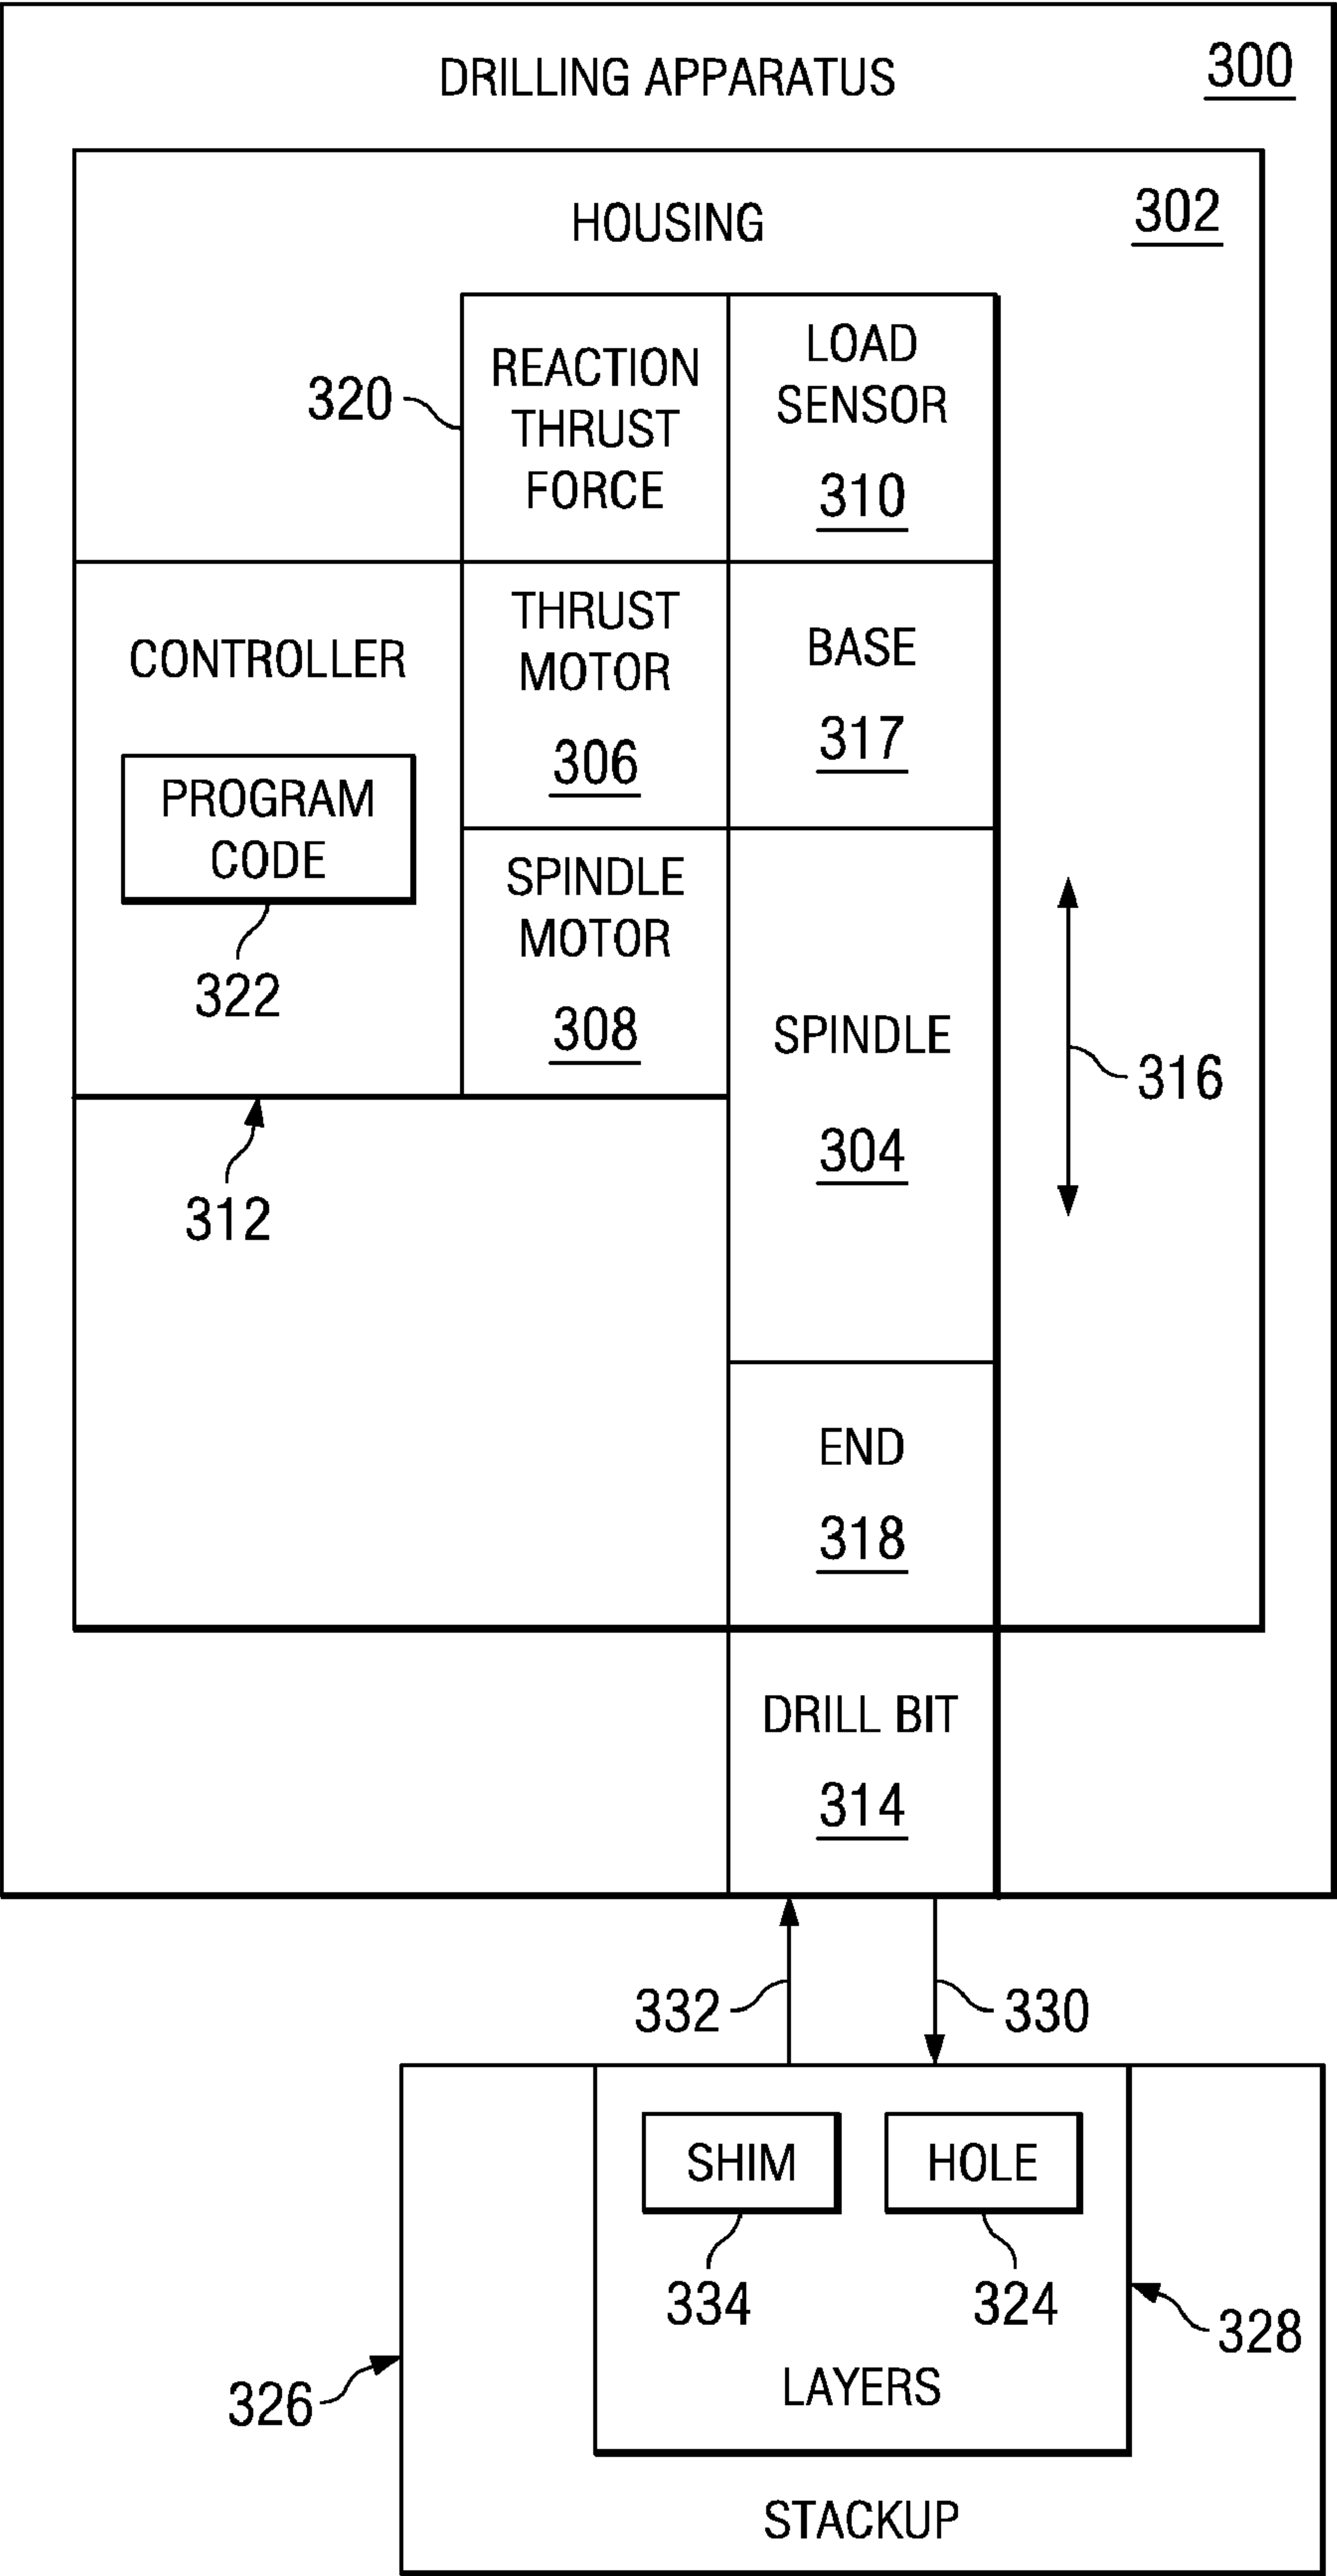 DRILLING APPARATUS
300
HOUSING
302
REACTION
THRUST
FORCE
320
LOAD
SENSOR
310
CONTROLLER
PROGRAM
CODE
322
312
THRUST
MOTOR
306
BASE
317
SPINDLE
MOTOR
308
SPINDLE
304
316
END
318
DRILL BIT
314
332
330
SHIM
334
HOLE
324
328
LAYERS
326
STACKUP